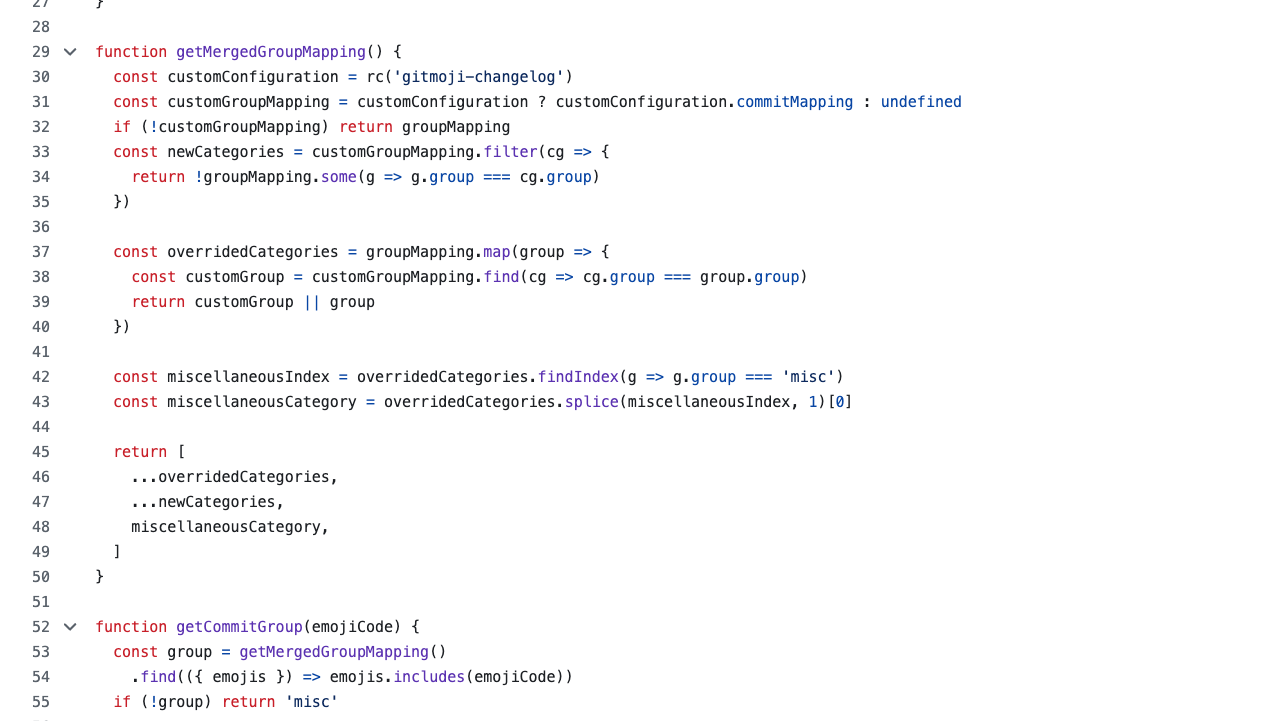 27 }
28
29 function getMergedGroupMapping() {
30   const customConfiguration = rc('gitmoji-changelog')
31   const customGroupMapping = customConfiguration ? customConfiguration.commitMapping : undefined
32   if (!customGroupMapping) return groupMapping
33   const newCategories = customGroupMapping.filter(cg => {
34     return !groupMapping.some(g => g.group === cg.group)
35   })
36
37   const overridedCategories = groupMapping.map(group => {
38     const customGroup = customGroupMapping.find(cg => cg.group === group.group)
39     return customGroup || group
40   })
41
42   const miscellaneousIndex = overridedCategories.findIndex(g => g.group === 'misc')
43   const miscellaneousCategory = overridedCategories.splice(miscellaneousIndex, 1)[0]
44
45   return [
46     ...overridedCategories,
47     ...newCategories,
48     miscellaneousCategory,
49   ]
50 }
51
52 function getCommitGroup(emojiCode) {
53   const group = getMergedGroupMapping()
54     .find(({ emojis }) => emojis.includes(emojiCode))
55   if (!group) return 'misc'